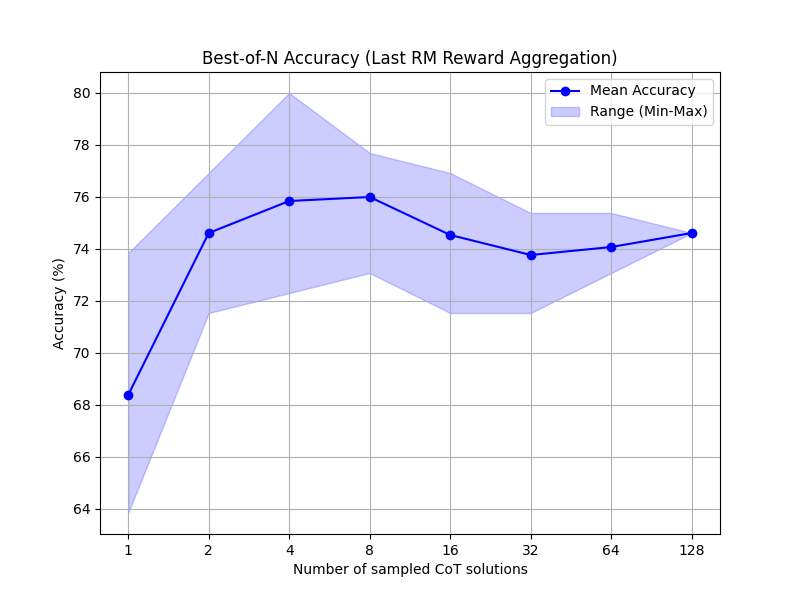 Best-of-N Accuracy (Last RM Reward Aggregation)
Mean Accuracy
Range (Min-Max)
Accuracy (%)
80
78
76
74
72
70
68
66
64
1 2 4 8 16 32 64 128
Number of sampled CoT solutions